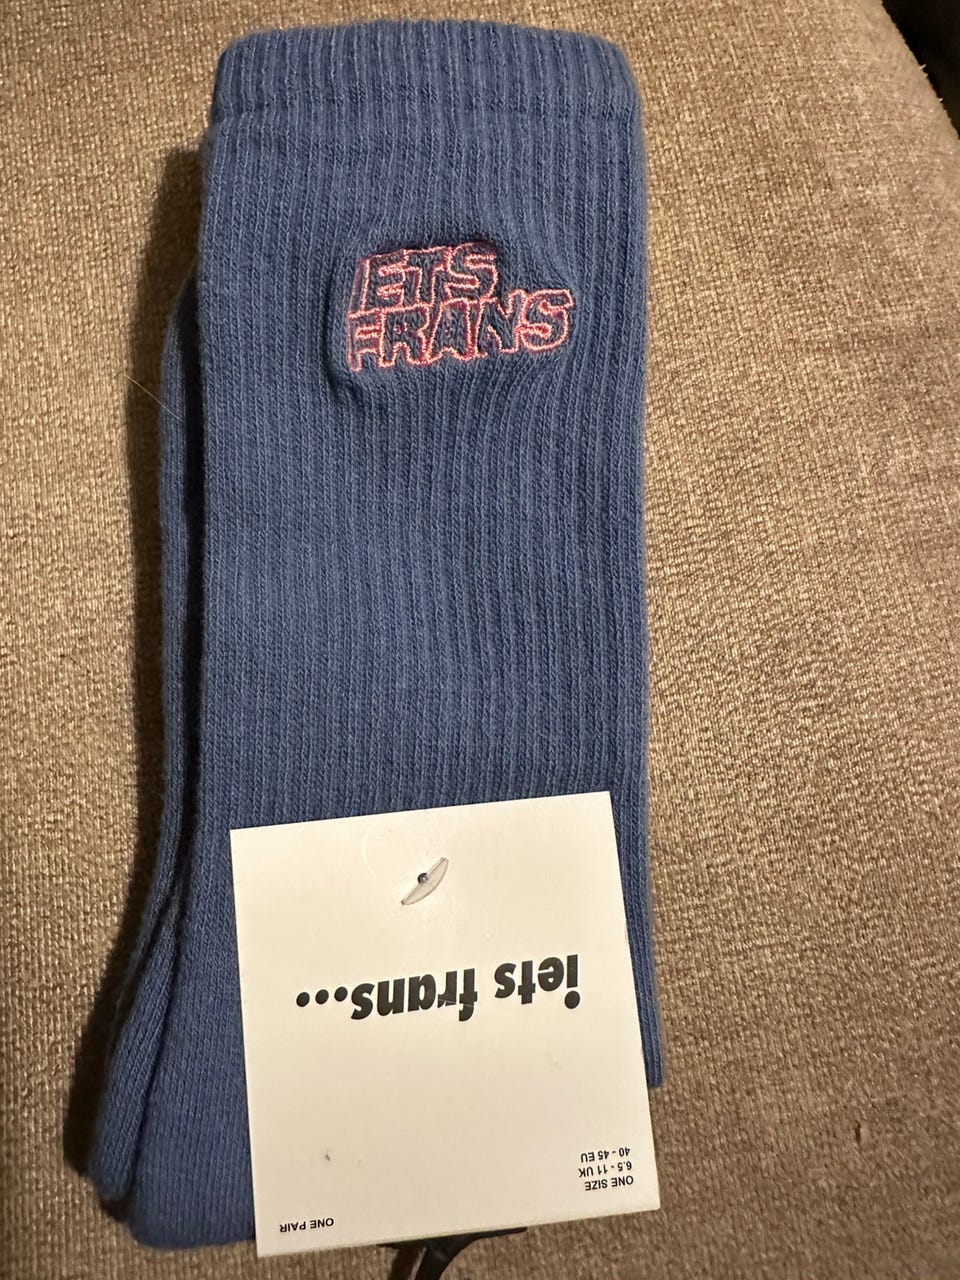 IETS
FRANS
iets frans...
ONE PAIR
ONE SIZE
6.5 - 11 UK
40 - 45 EU